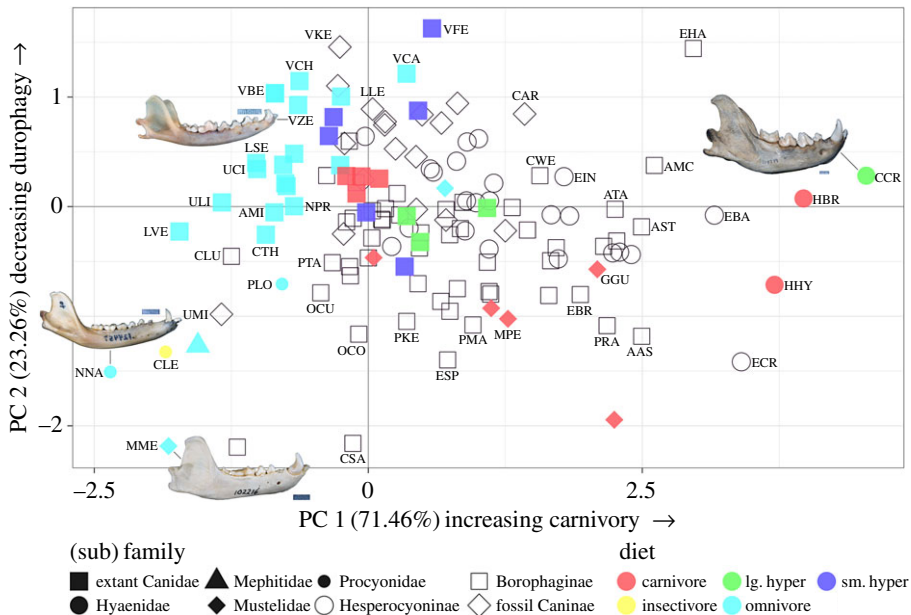 VFE
VKE
EHA
VCH
VCA
VBE
LLE
CAR
VZE
LSE
CWE
AMC
UCI
EIN
CCR
HBR
ULI
NPR
ATA
AMI
EBA
LVE
CTH
AST
CLU
PTA
GGU
PLO
HHY
OCU
EBR
UMI
PKE
PMA
MPE
PRA
OCO
AAS
CLE
NNA
ESP
ECR
MME
CSA
102216
1
0
−2
PC 2 (23.26%) decreasing durophagy →
−2.5 0 2.5
PC 1 (71.46%) increasing carnivory →
(sub) family diet
extant Canidae Mephitidae Procyonidae Borophaginae carnivore lg. hyper sm. hyper
Hyaenidae Mustelidae Hesperocyoninae fossil Caninae insectivore omnivore